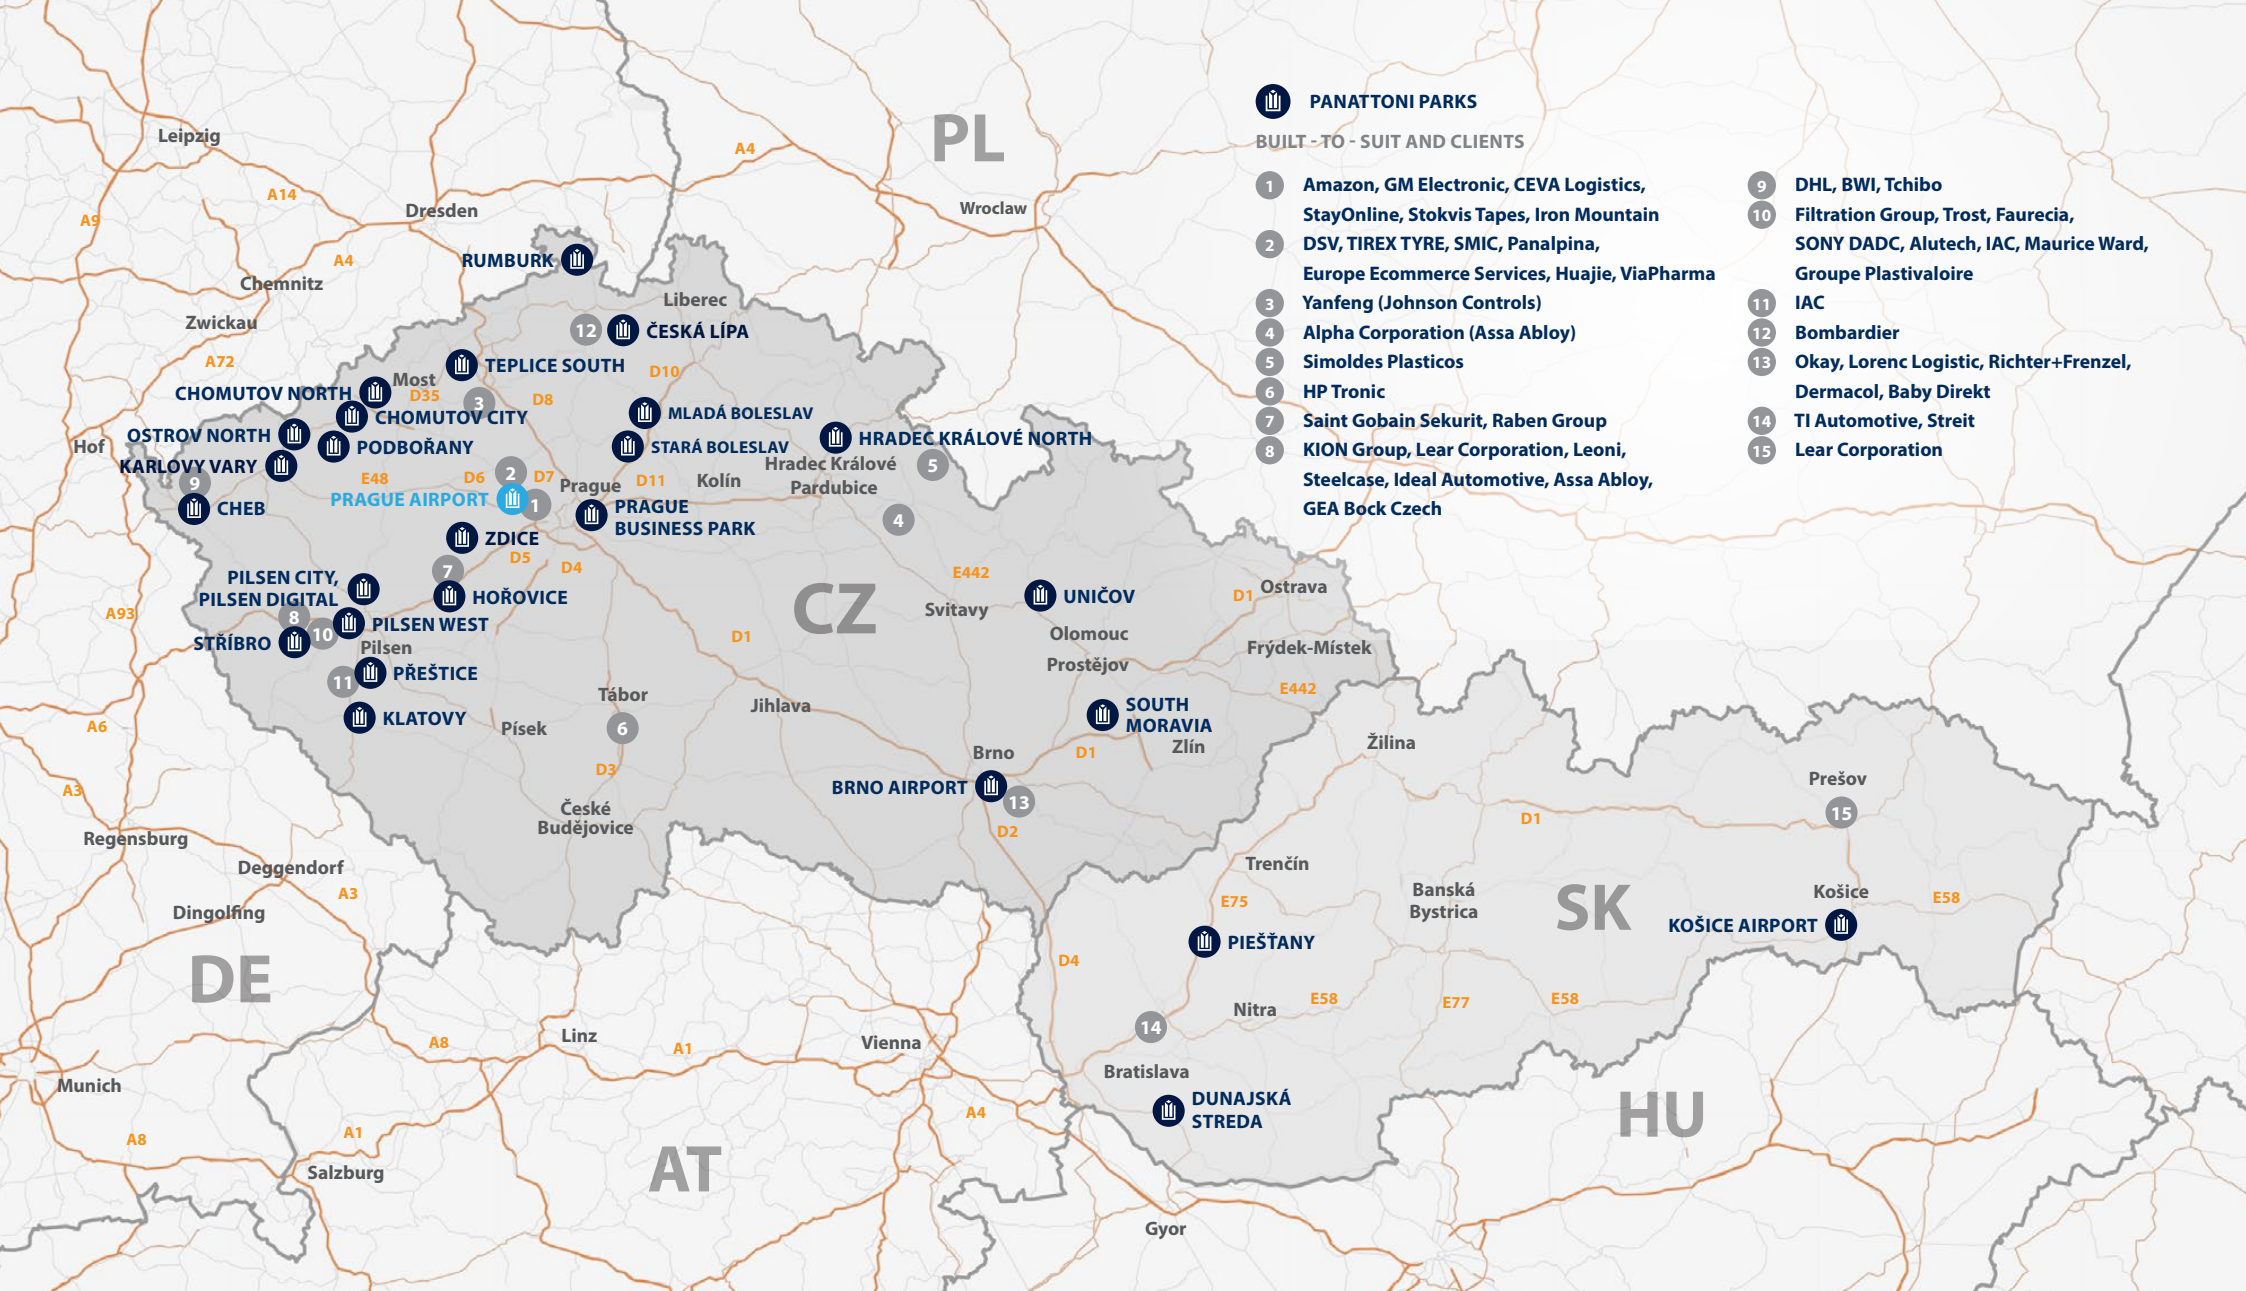 PANATTONI PARKS
BUILT - TO - SUIT AND CLIENTS
1 Amazon, GM Electronic, CEVA Logistics,
StayOnline, Stokvis Tapes, Iron Mountain
2 DSV, TIREX TYRE, SMIC, Panalpina,
Europe Ecommerce Services, Huajie, ViaPharma
3 Yanfeng (Johnson Controls)
4 Alpha Corporation (Assa Abloy)
5 Simoldes Plasticos
6 HP Tronic
7 Saint Gobain Sekurit, Raben Group
8 KION Group, Lear Corporation, Leoni,
Steelcase, Ideal Automotive, Assa Abloy,
GEA Bock Czech
9 DHL, BWI, Tchibo
10 Filtration Group, Trost, Faurecia,
SONY DADC, Alutech, IAC, Maurice Ward,
Groupe Plastivaloire
11 IAC
12 Bombardier
13 Okay, Lorenc Logistic, Richter+Frenzel,
Dermacol, Baby Direkt
14 TI Automotive, Streit
15 Lear Corporation
PL
Leipzig
A4
A14
A9
Dresden
Wroclaw
A4
RUMBURK
Chemnitz
Liberec
Zwickau
12
ČESKÁ LÍPA
A72
TEPLICE SOUTH
D10
Most
CHOMUTOV NORTH
D35
3
D8
CHOMUTOV CITY
MLADÁ BOLESLAV
OSTROV NORTH
HRADEC KRÁLOVÉ NORTH
Hof
PODBOŘANY
STARÁ BOLESLAV
KARLOVY VARY
Hradec Králové
5
9
E48
D6
2
D7
Prague
D11
Kolín
Pardubice
PRAGUE AIRPORT
1
CHEB
PRAGUE
BUSINESS PARK
4
ZDICE
D5
D4
7
E442
PILSEN CITY,
PILSEN DIGITAL
HOŘOVICE
CZ
Svitavy
UNIČOV
D1
Ostrava
A93
8
10
PILSEN WEST
STŘÍBRO
Pilsen
D1
Olomouc
Prostějov
Frýdek-Místek
11
PŘEŠTICE
E442
Tábor
Jihlava
KLATOVY
Písek
6
SOUTH
MORAVIA
A6
Zlín
Žilina
Brno
D1
D3
A3
BRNO AIRPORT
13
Prešov
15
České
Budějovice
D2
D1
Regensburg
Deggendorf
Trenčín
A3
Banská
Bystrica
SK
Košice
E58
E75
Dingolfing
KOŠICE AIRPORT
PIEŠŤANY
D4
DE
E58
E77
E58
Nitra
14
Linz
Vienna
A8
A1
Munich
Bratislava
DUNAJSKÁ
STREDA
A4
HU
A8
A1
AT
Salzburg
Gyor